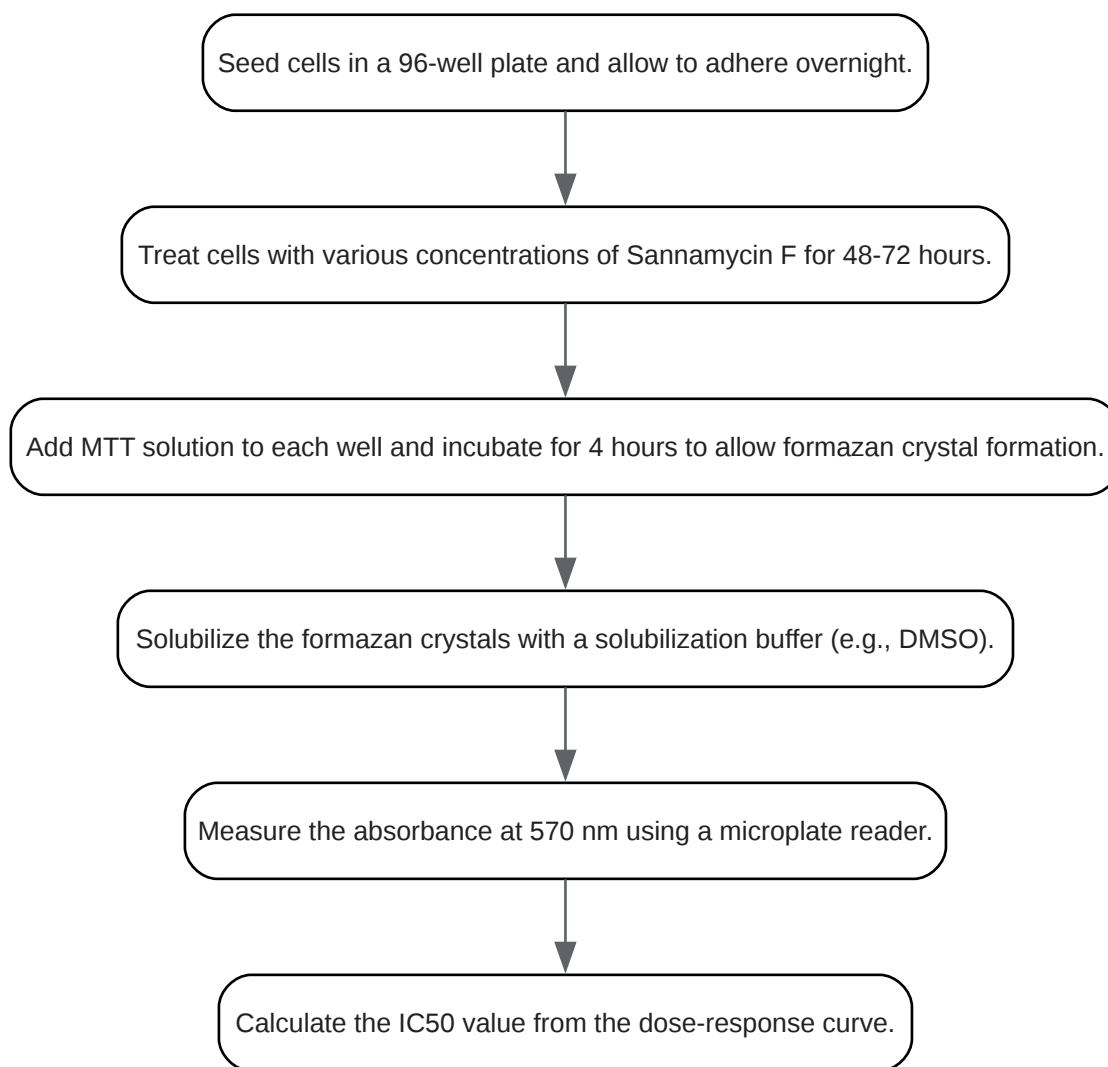 Seed cells in a 96-well plate and allow to adhere overnight.
Treat cells with various concentrations of Sannamycin F for 48-72 hours.
Add MTT solution to each well and incubate for 4 hours to allow formazan crystal formation.
Solubilize the formazan crystals with a solubilization buffer (e.g., DMSO).
Measure the absorbance at 570 nm using a microplate reader.
Calculate the IC50 value from the dose-response curve.